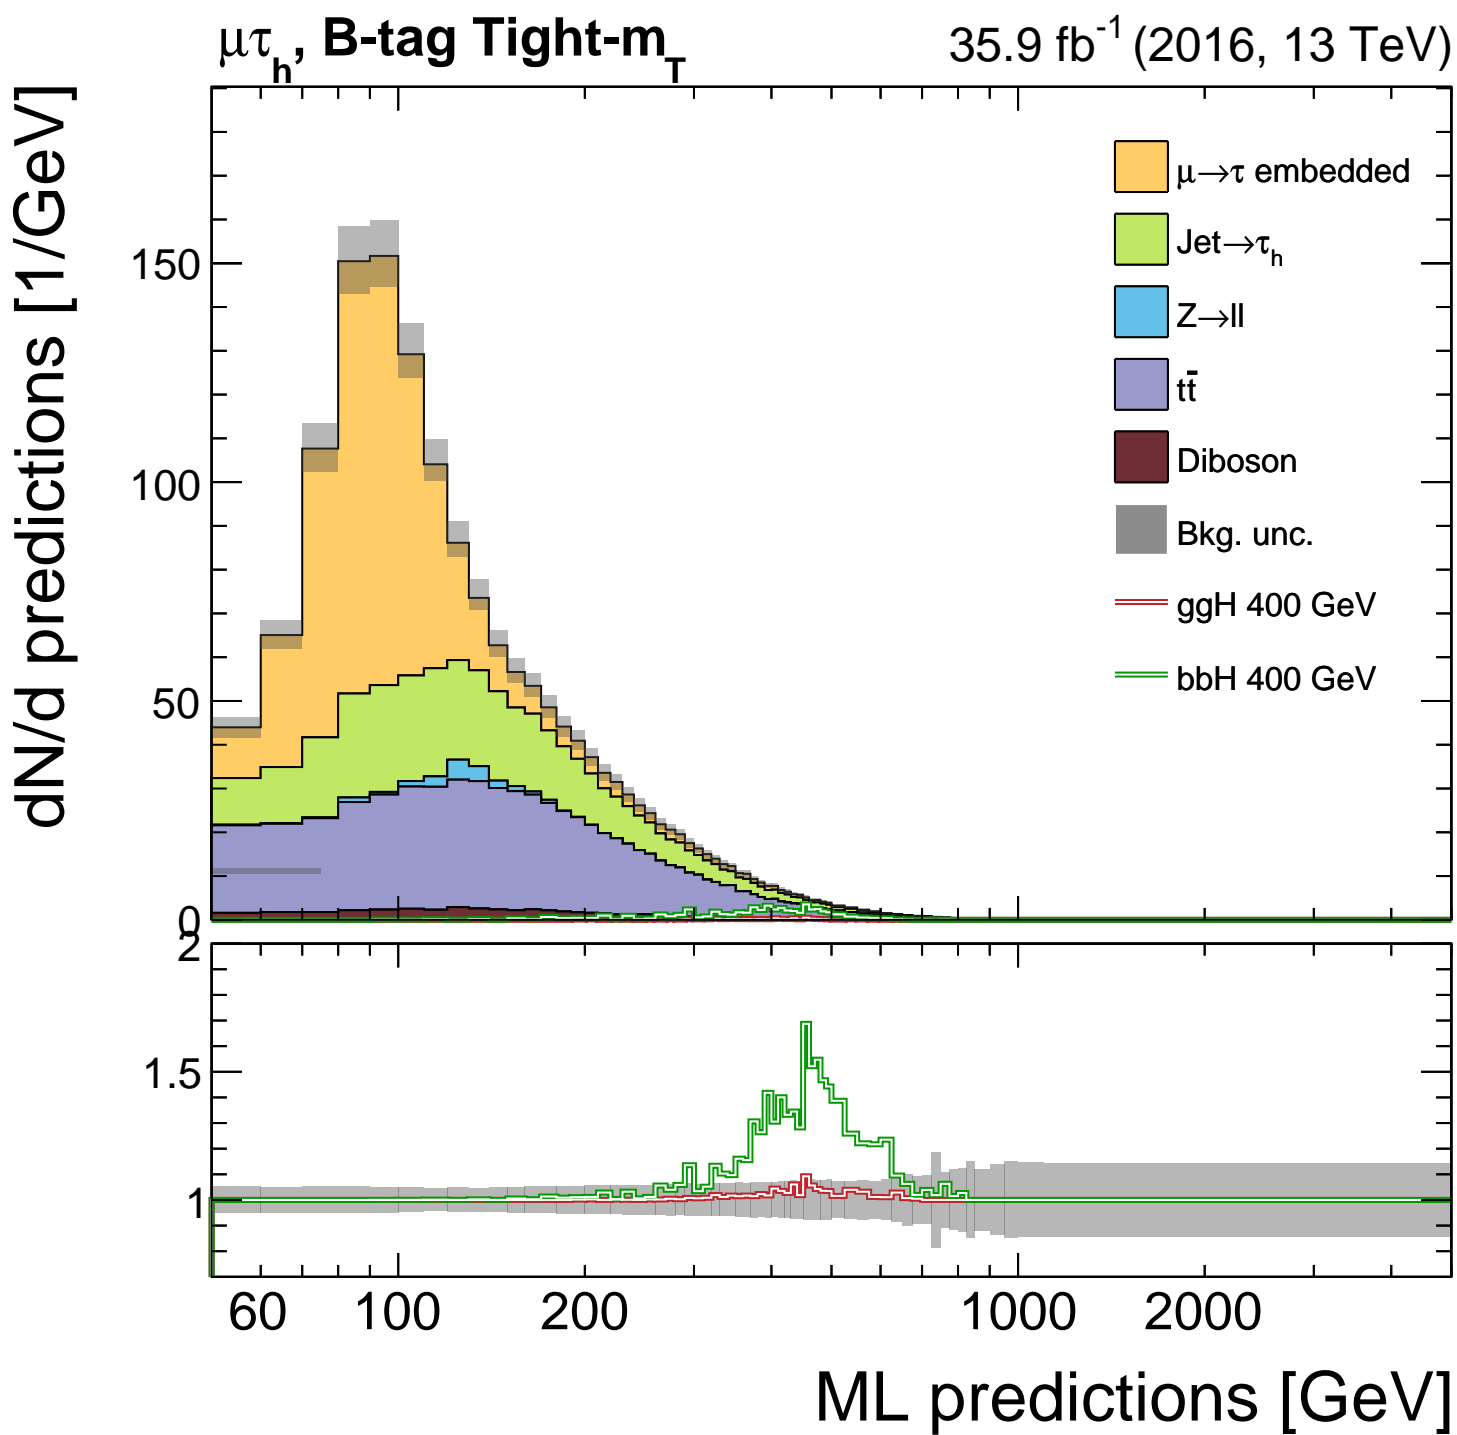 μτh, B-tag Tight-mT
35.9 fb-1 (2016, 13 TeV)
dN/d predictions [1/GeV]
150
100
50
0
μ→τ embedded
Jet→τh
Z→ll
tt̄
Diboson
Bkg. unc.
ggH 400 GeV
bbH 400 GeV
2
1.5
1
60 100 200 1000 2000
ML predictions [GeV]